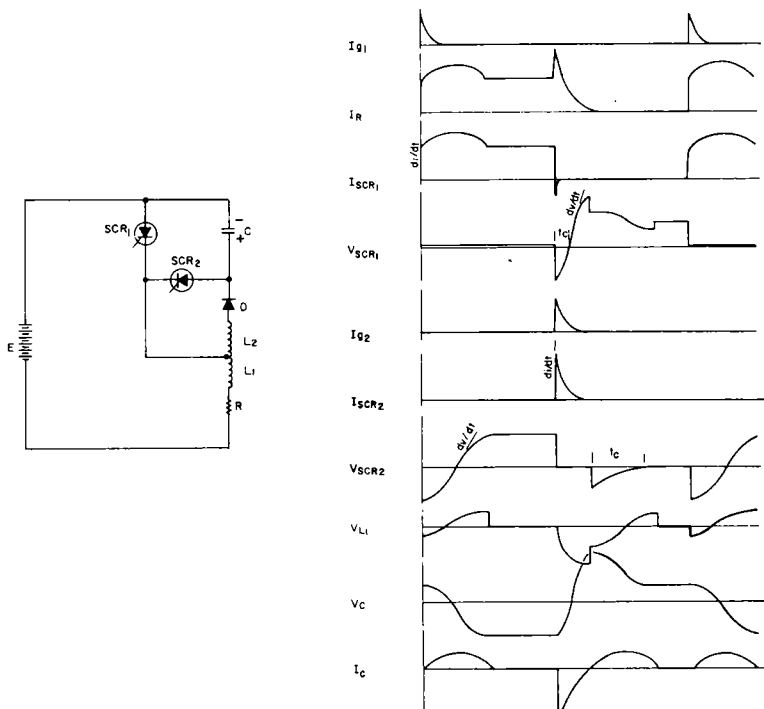 E
SCR1
C
−
+
SCR2
D
L2
L1
R
Ig1
IR
di/dt
ISCR1
dv/dt
tc
VSCR1
Ig2
di/dt
ISCR2
dv/dt
tc
VSCR2
VL1
VC
IC